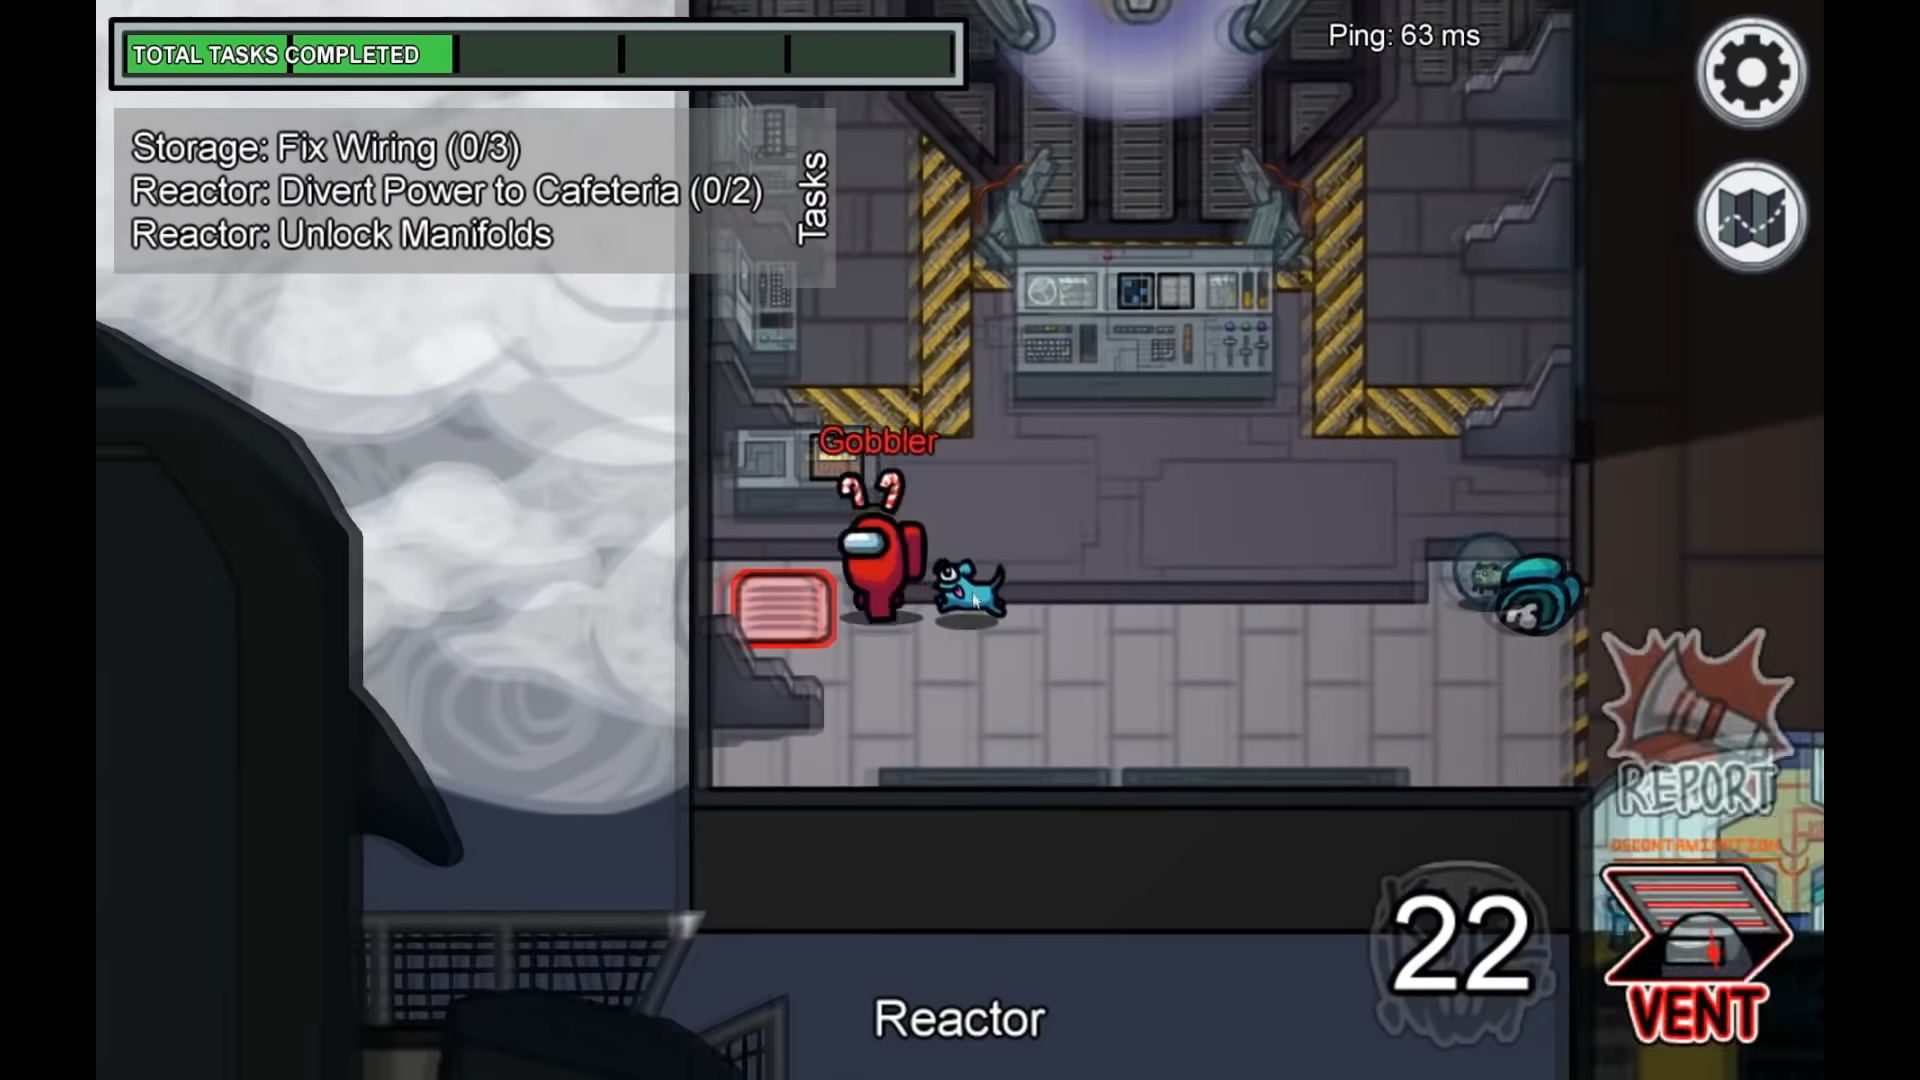 TOTAL TASKS COMPLETED
Ping: 63 ms
Storage: Fix Wiring (0/3)
Reactor: Divert Power to Cafeteria (0/2)
Reactor: Unlock Manifolds
Tasks
Gobbler
REPORT
DECONTAMINATION
22
VENT
Reactor